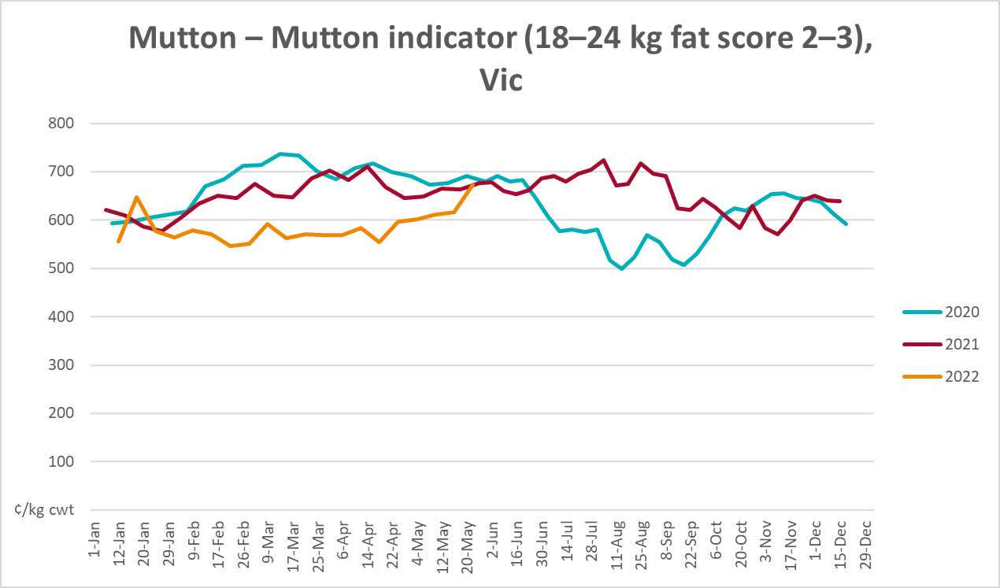 Mutton – Mutton indicator (18–24 kg fat score 2–3),
Vic
800
700
600
500
400
300
200
100
¢/kg cwt
1-Jan
12-Jan
20-Jan
29-Jan
9-Feb
17-Feb
26-Feb
9-Mar
17-Mar
25-Mar
6-Apr
14-Apr
22-Apr
4-May
12-May
20-May
2-Jun
16-Jun
30-Jun
14-Jul
28-Jul
11-Aug
25-Aug
8-Sep
22-Sep
6-Oct
20-Oct
3-Nov
17-Nov
1-Dec
15-Dec
29-Dec
2020
2021
2022